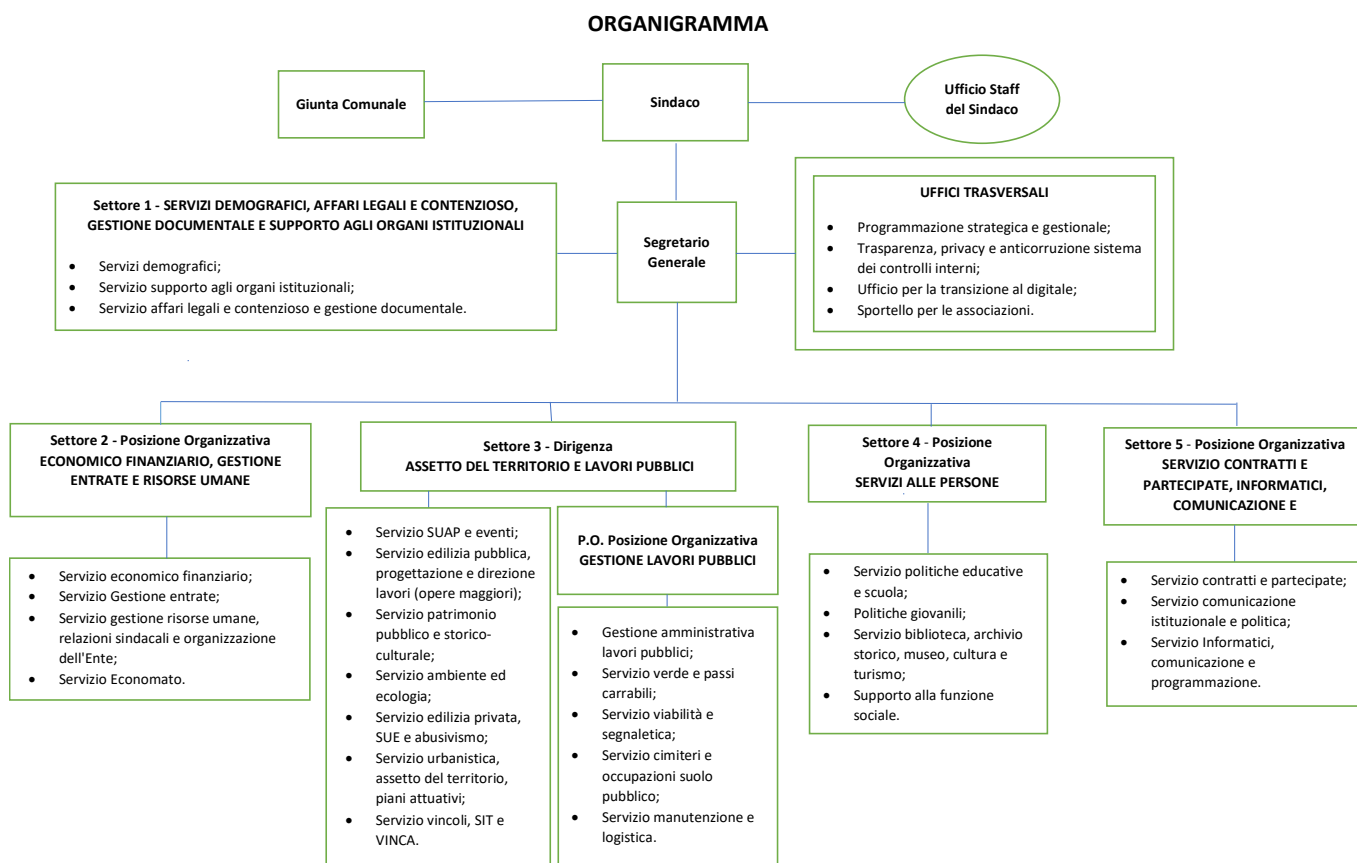 ORGANIGRAMMA
Giunta Comunale
Sindaco
Ufficio Staff
del Sindaco
Settore 1 - SERVIZI DEMOGRAFICI, AFFARI LEGALI E CONTENZIOSO,
GESTIONE DOCUMENTALE E SUPPORTO AGLI ORGANI ISTITUZIONALI
• Servizi demografici;
• Servizio supporto agli organi istituzionali;
• Servizio affari legali e contenzioso e gestione documentale.
Segretario
Generale
UFFICI TRASVERSALI
• Programmazione strategica e gestionale;
• Trasparenza, privacy e anticorruzione sistema
dei controlli interni;
• Ufficio per la transizione al digitale;
• Sportello per le associazioni.
Settore 2 - Posizione Organizzativa
ECONOMICO FINANZIARIO, GESTIONE
ENTRATE E RISORSE UMANE
• Servizio economico finanziario;
• Servizio Gestione entrate;
• Servizio gestione risorse umane,
relazioni sindacali e organizzazione
dell'Ente;
• Servizio Economato.
Settore 3 - Dirigenza
ASSETTO DEL TERRITORIO E LAVORI PUBBLICI
• Servizio SUAP e eventi;
• Servizio edilizia pubblica,
progettazione e direzione
lavori (opere maggiori);
• Servizio patrimonio
pubblico e storico-
culturale;
• Servizio ambiente ed
ecologia;
• Servizio edilizia privata,
SUE e abusivismo;
• Servizio urbanistica,
assetto del territorio,
piani attuativi;
• Servizio vincoli, SIT e
VINCA.
P.O. Posizione Organizzativa
GESTIONE LAVORI PUBBLICI
• Gestione amministrativa
lavori pubblici;
• Servizio verde e passi
carrabili;
• Servizio viabilità e
segnaletica;
• Servizio cimiteri e
occupazioni suolo
pubblico;
• Servizio manutenzione e
logistica.
Settore 4 - Posizione
Organizzativa
SERVIZI ALLE PERSONE
• Servizio politiche educative
e scuola;
• Politiche giovanili;
• Servizio biblioteca, archivio
storico, museo, cultura e
turismo;
• Supporto alla funzione
sociale.
Settore 5 - Posizione Organizzativa
SERVIZIO CONTRATTI E
PARTECIPATE, INFORMATICI,
COMUNICAZIONE E
• Servizio contratti e partecipate;
• Servizio comunicazione
istituzionale e politica;
• Servizio Informatici,
comunicazione e
programmazione.